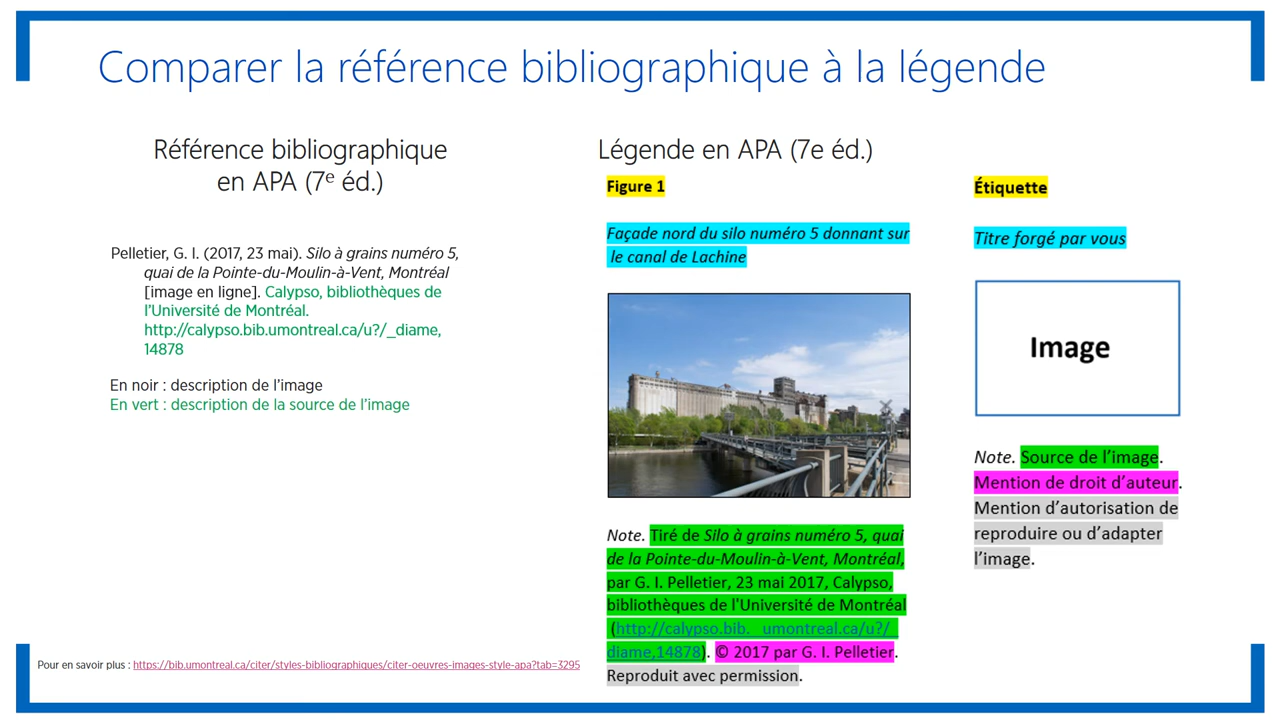 Comparer la référence bibliographique à la légende
Référence bibliographique
en APA (7e éd.)
Pelletier, G. I. (2017, 23 mai). Silo à grains numéro 5,
quai de la Pointe-du-Moulin-à-Vent, Montréal
[image en ligne]. Calypso, bibliothèques de
l'Université de Montréal.
http://calypso.bib.umontreal.ca/u?/_diame,
14878
En noir : description de l'image
En vert : description de la source de l'image
Légende en APA (7e éd.)
Figure 1
Façade nord du silo numéro 5 donnant sur
le canal de Lachine
Note. Tiré de Silo à grains numéro 5, quai
de la Pointe-du-Moulin-à-Vent, Montréal,
par G. I. Pelletier, 23 mai 2017, Calypso,
bibliothèques de l'Université de Montréal
(http://calypso.bib. umontreal.ca/u?/_
diame,14878). © 2017 par G. I. Pelletier.
Reproduit avec permission.
Étiquette
Titre forgé par vous
Image
Note. Source de l'image.
Mention de droit d'auteur.
Mention d'autorisation de
reproduire ou d'adapter
l'image.
Pour en savoir plus : https://bib.umontreal.ca/citer/styles-bibliographiques/citer-oeuvres-images-style-apa?tab=3295